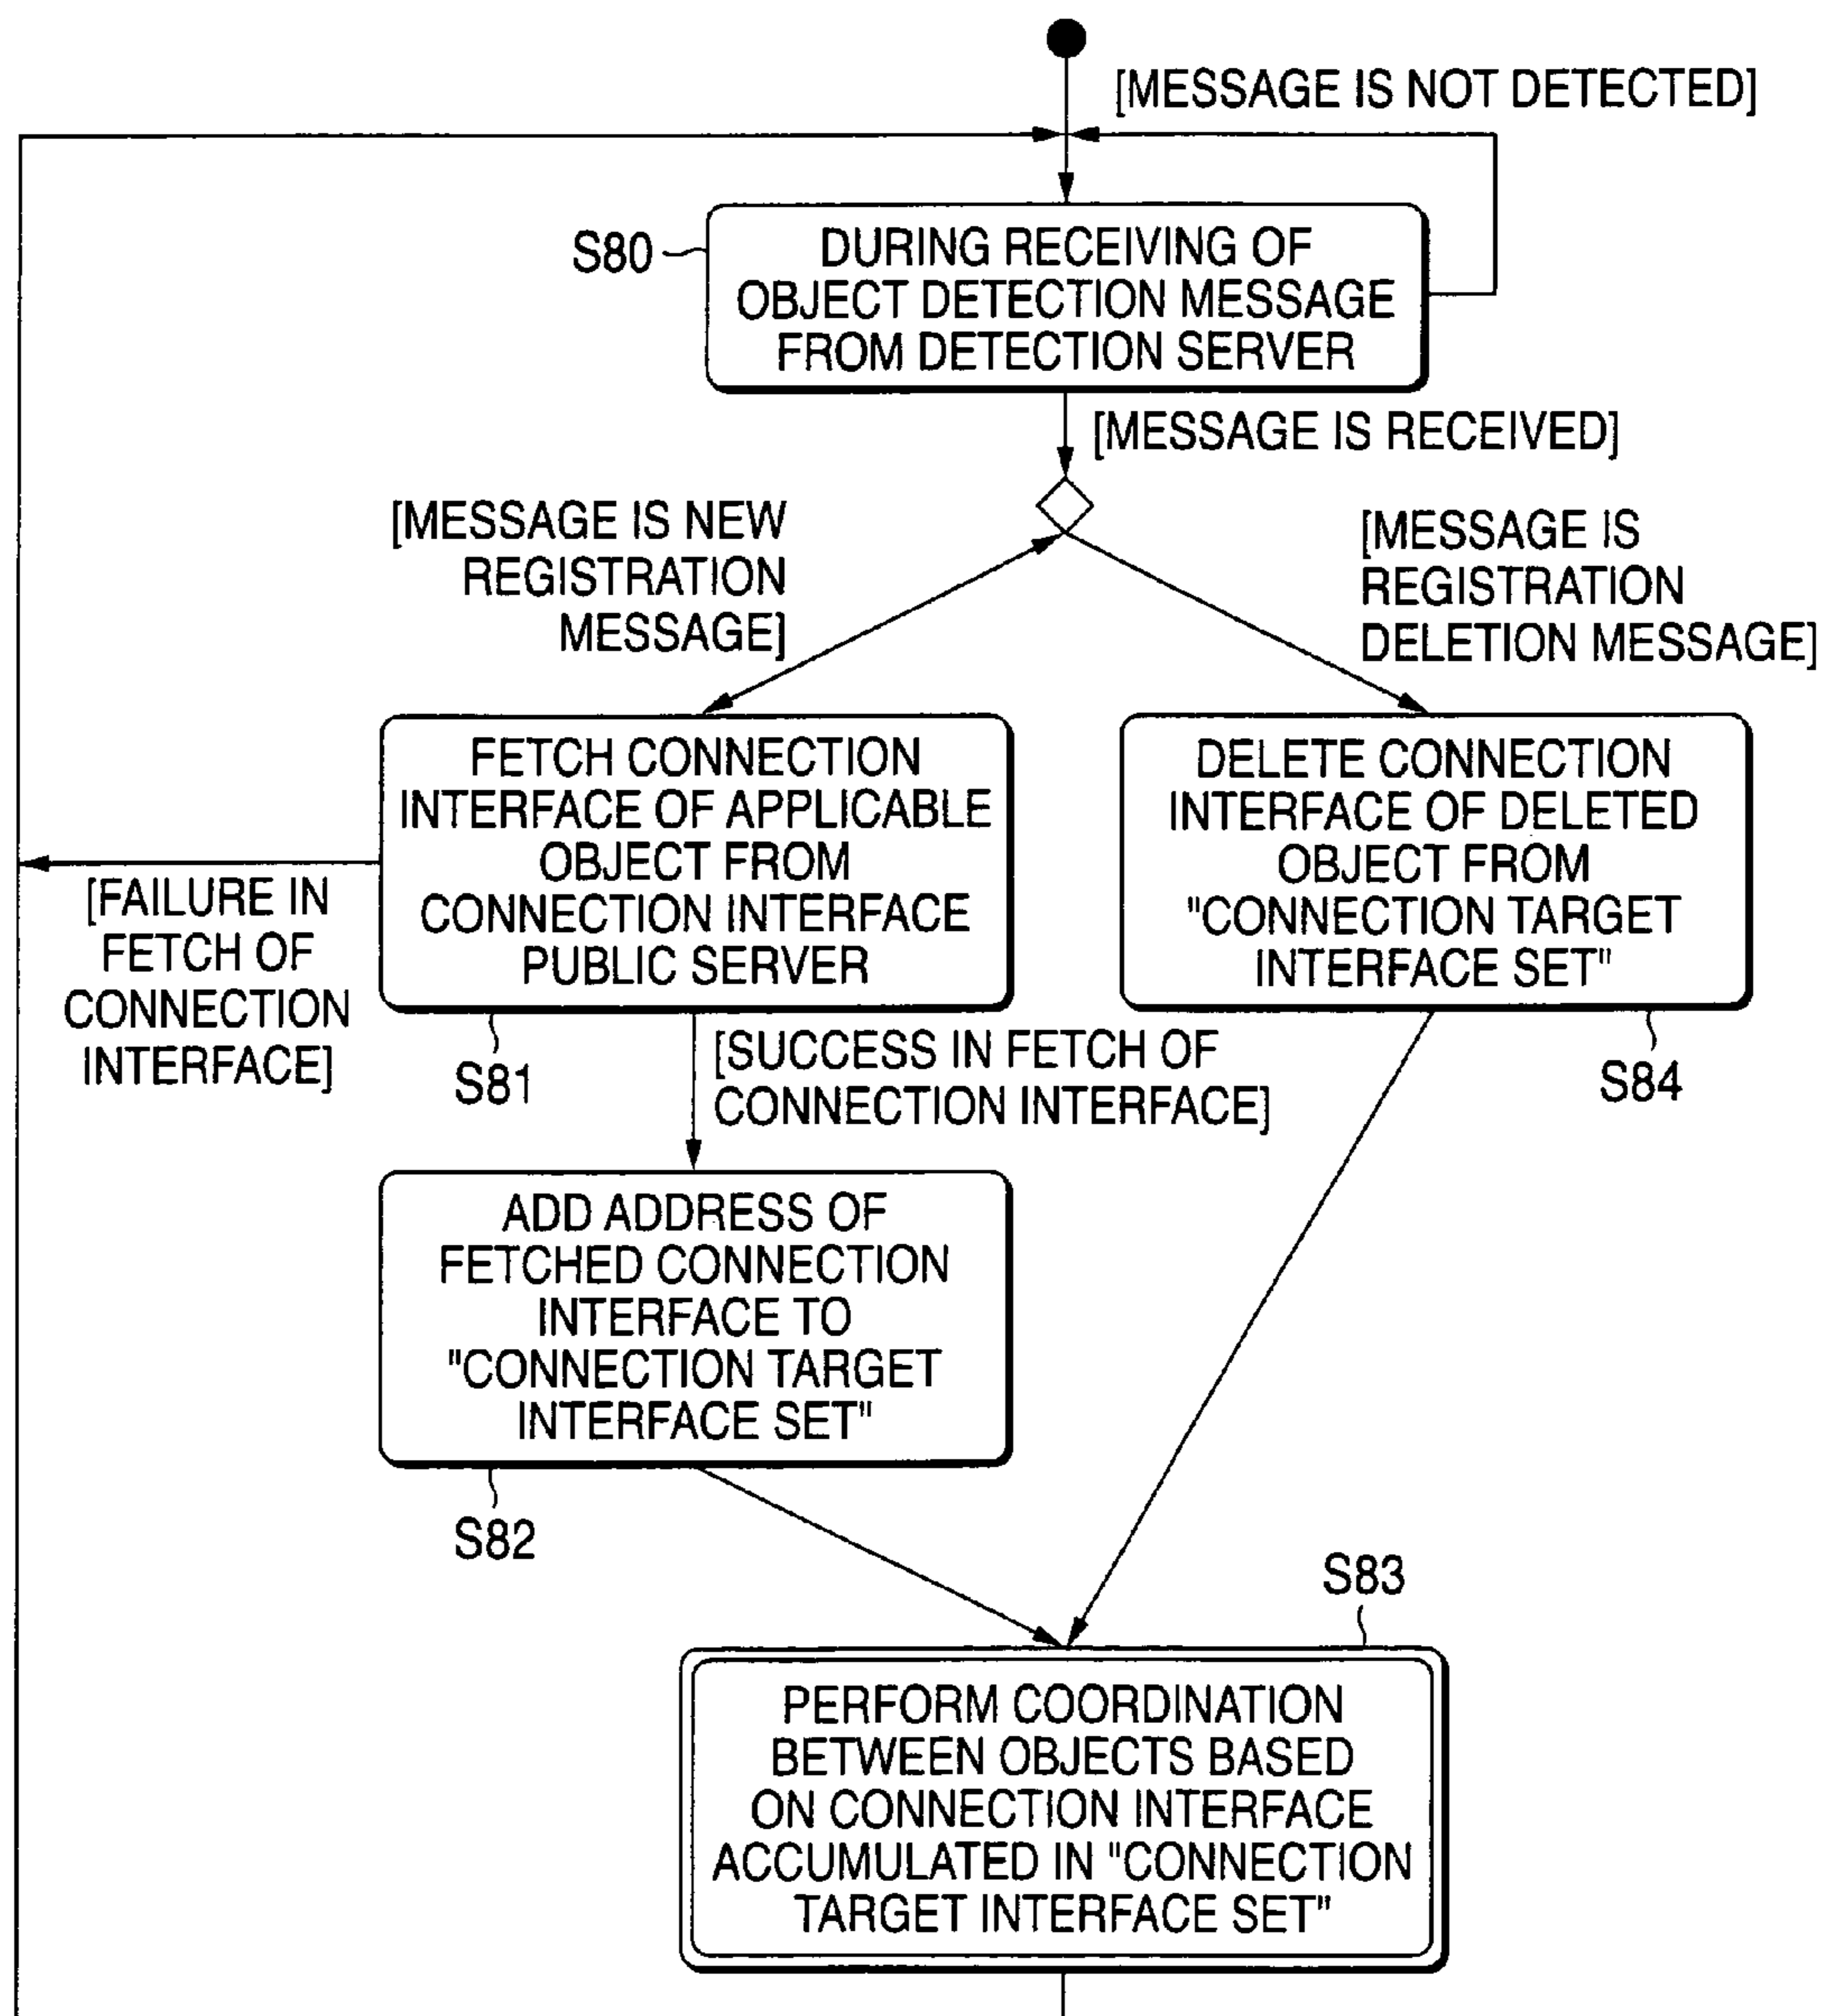 [MESSAGE IS NOT DETECTED]
S80
DURING RECEIVING OF
OBJECT DETECTION MESSAGE
FROM DETECTION SERVER
[MESSAGE IS RECEIVED]
[MESSAGE IS NEW
REGISTRATION
MESSAGE]
[MESSAGE IS
REGISTRATION
DELETION MESSAGE]
FETCH CONNECTION
INTERFACE OF APPLICABLE
OBJECT FROM
CONNECTION INTERFACE
PUBLIC SERVER
DELETE CONNECTION
INTERFACE OF DELETED
OBJECT FROM
"CONNECTION TARGET
INTERFACE SET"
[FAILURE IN
FETCH OF
CONNECTION
INTERFACE]
S81
[SUCCESS IN FETCH OF
CONNECTION INTERFACE]
S84
ADD ADDRESS OF
FETCHED CONNECTION
INTERFACE TO
"CONNECTION TARGET
INTERFACE SET"
S82
S83
PERFORM COORDINATION
BETWEEN OBJECTS BASED
ON CONNECTION INTERFACE
ACCUMULATED IN "CONNECTION
TARGET INTERFACE SET"